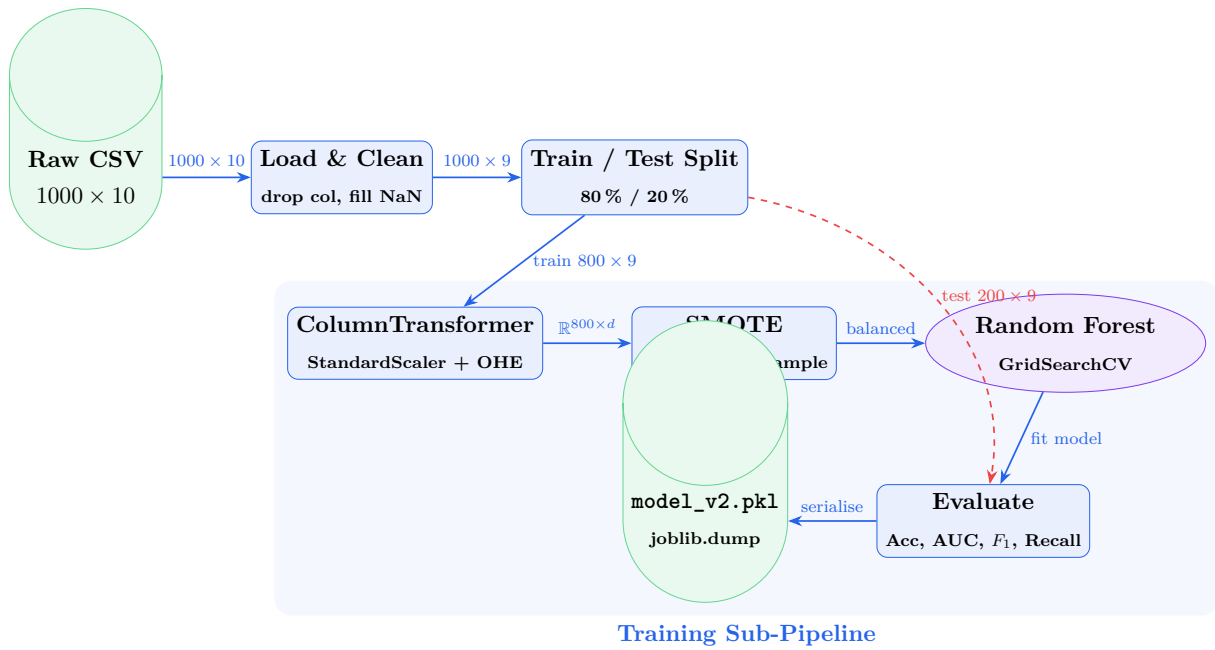 Raw CSV
1000 × 10
1000 × 10
Load & Clean
drop col, fill NaN
1000 × 9
Train / Test Split
80 % / 20 %
train 800 × 9
test 200 × 9
ColumnTransformer
StandardScaler + OHE
ℝ^{800×d}
SMOTE
balanced
Random Forest
GridSearchCV
fit model
Evaluate
Acc, AUC, F₁, Recall
serialise
model_v2.pkl
joblib.dump
Training Sub-Pipeline